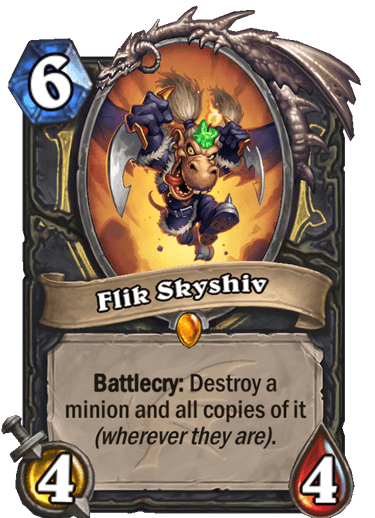 6
Flik Skyshiv
Battlecry: Destroy a
minion and all copies of it
(wherever they are).
4
4